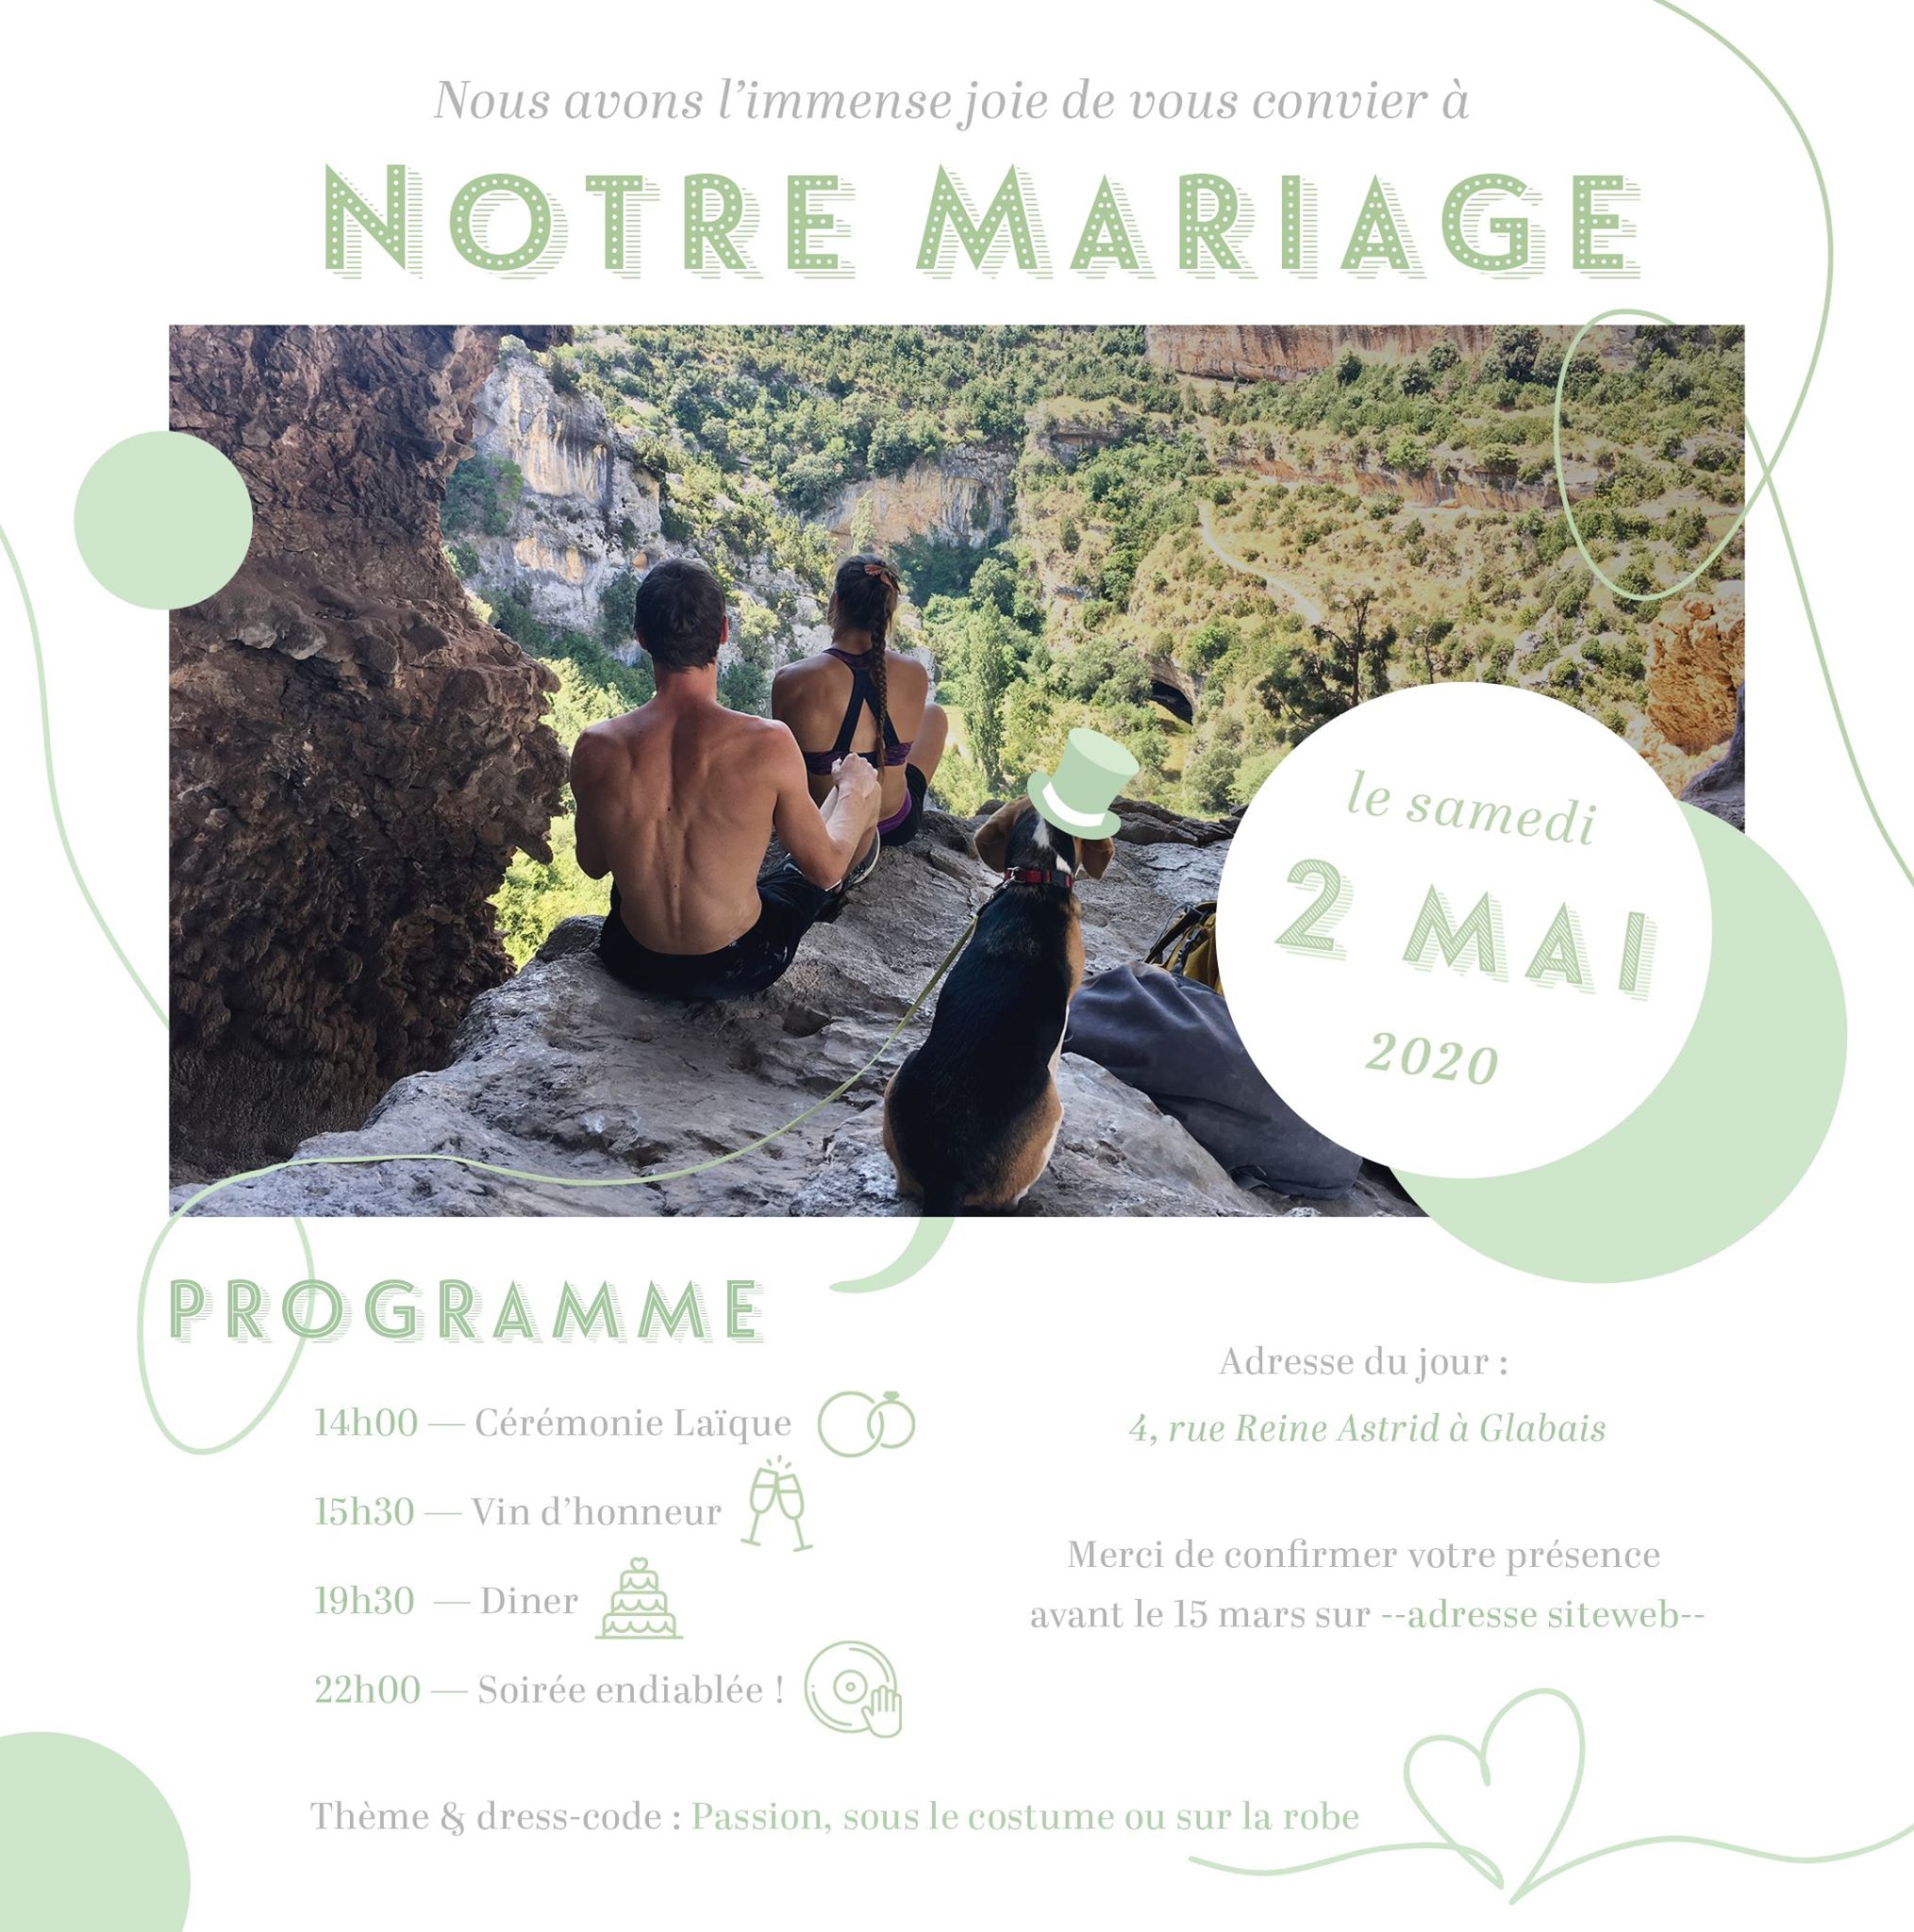 Nous avons l’immense joie de vous convier à
NOTRE MARIAGE
le samedi
2 MAI
2020
PROGRAMME
14h00 — Cérémonie Laïque
15h30 — Vin d’honneur
19h30 — Diner
22h00 — Soirée endiablée !
Adresse du jour :
4, rue Reine Astrid à Glabais
Merci de confirmer votre présence
avant le 15 mars sur --adresse siteweb--
Thème & dress-code : Passion, sous le costume ou sur la robe